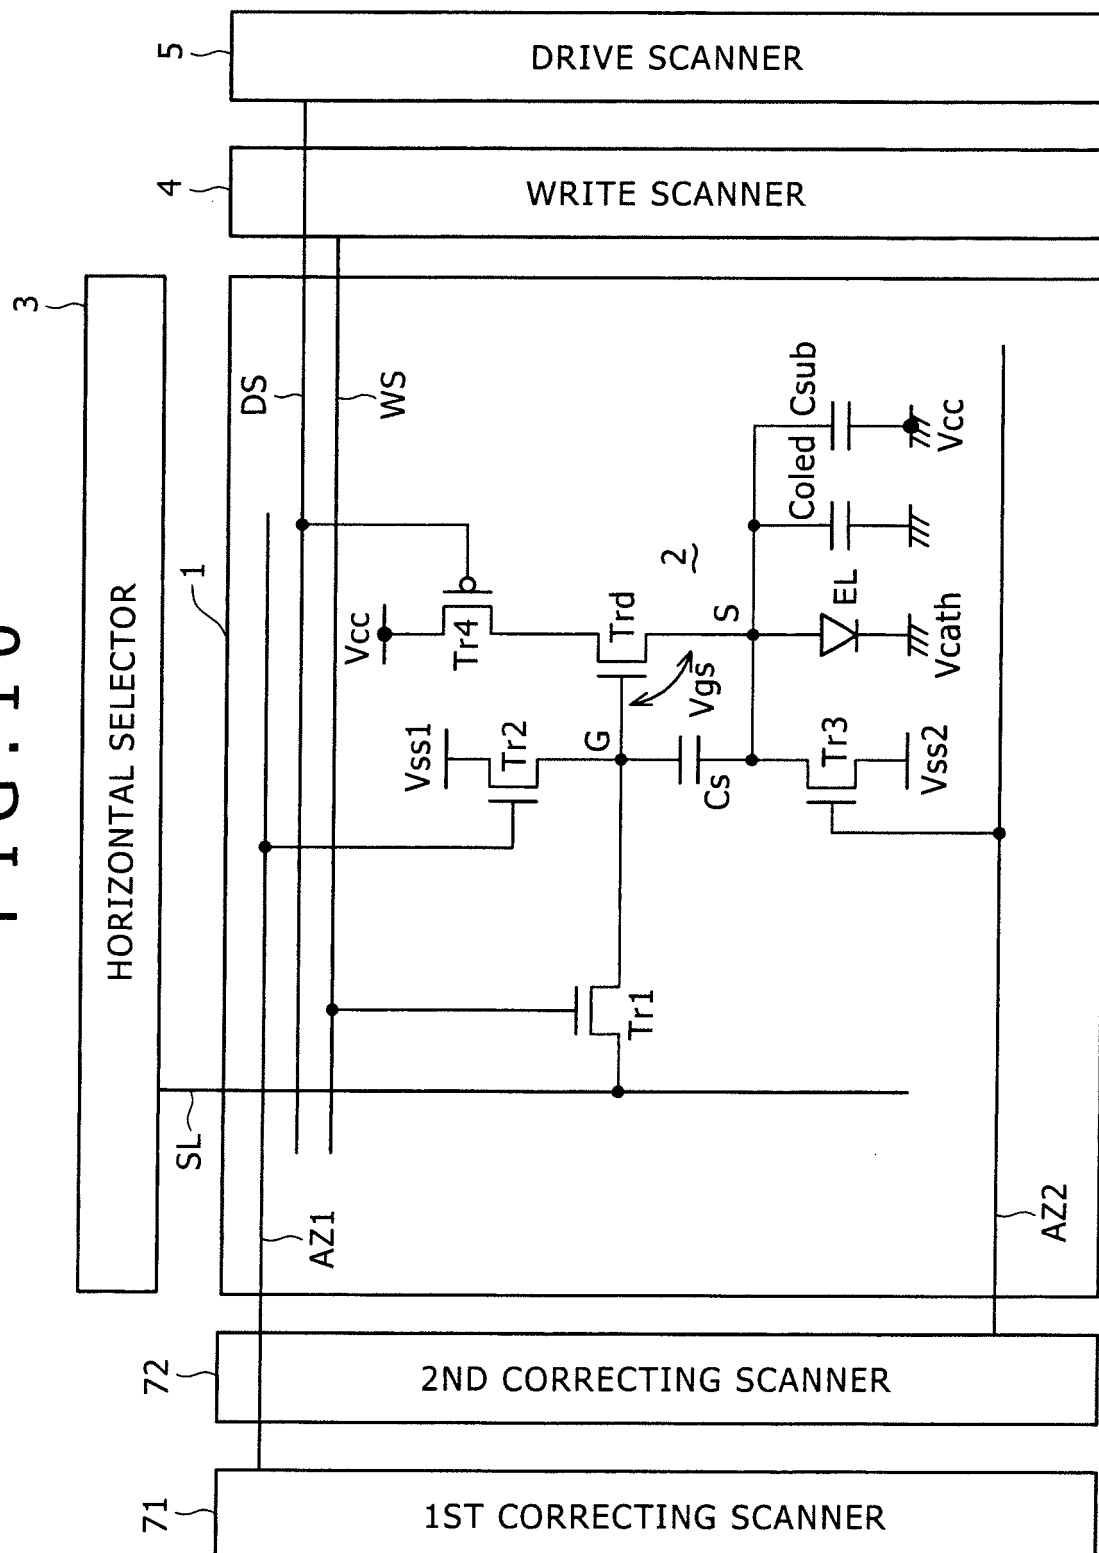 FIG.10
3
HORIZONTAL SELECTOR
5
DRIVE SCANNER
4
WRITE SCANNER
1
SL
DS
WS
AZ1
Vcc
Tr4
Vss1
Tr2
G
Trd
Vgs
2
S
Cs
Tr1
Tr3
Vss2
EL
Vcath
Coled
Csub
Vcc
AZ2
72
2ND CORRECTING SCANNER
71
1ST CORRECTING SCANNER